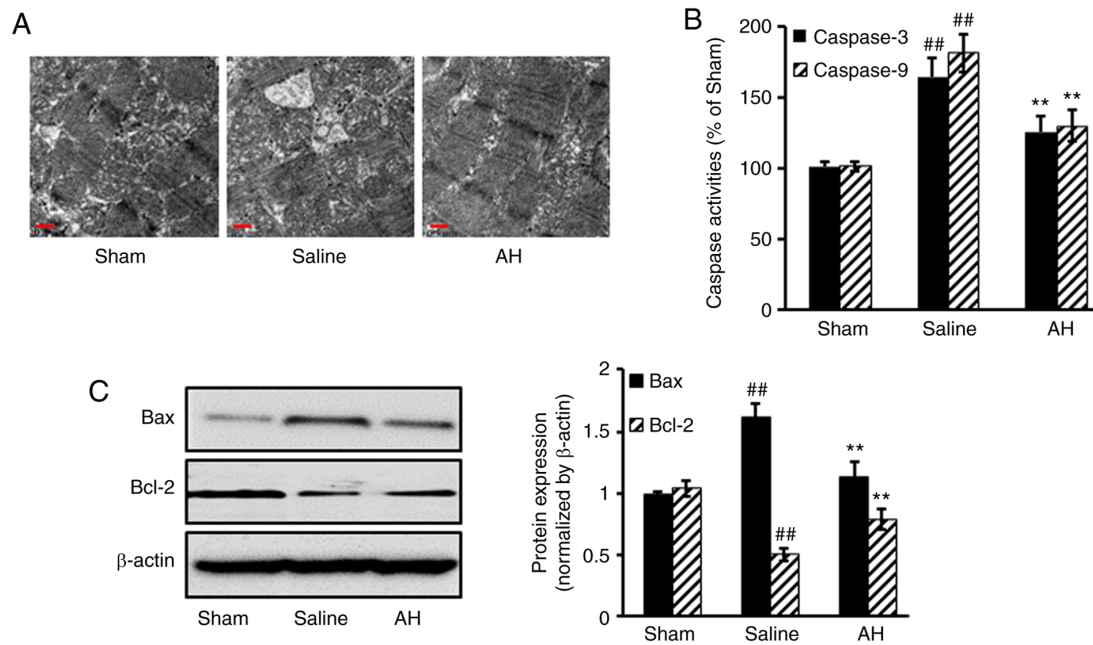 A
Sham
Saline
AH
B
Caspase activities (% of Sham)
200
150
100
50
0
Caspase-3
Caspase-9
##
##
**
**
Sham
Saline
AH
C
Bax
Bcl-2
β-actin
Sham
Saline
AH
Protein expression
(normalized by β-actin)
2
1.5
1
0.5
0
Bax
Bcl-2
##
##
**
**
Sham
Saline
AH